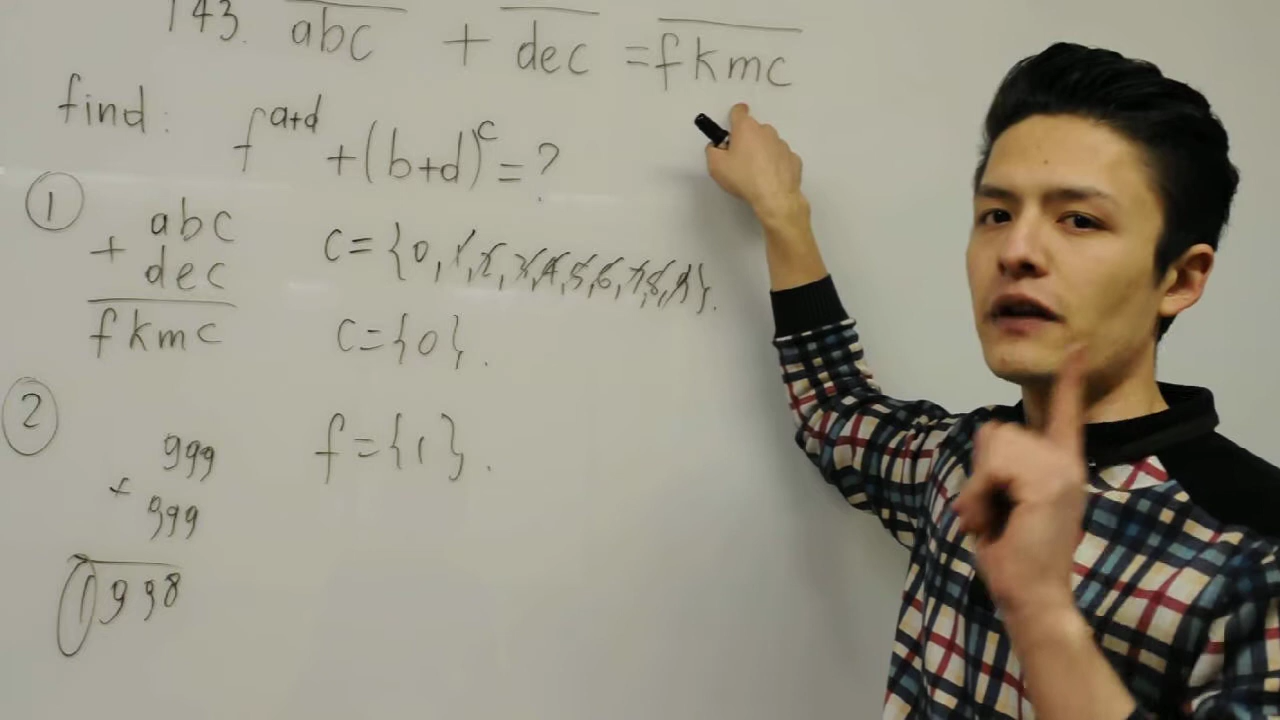 143. abc + dec = fkmc
find: f^(a+d) + (b+d)^c = ?
① abc
+ dec
fkmc
c = {0, 1, 2, 3, 4, 5, 6, 7, 8, 9}.
c = {0}.
② 999
+ 999
1998
f = {1}.